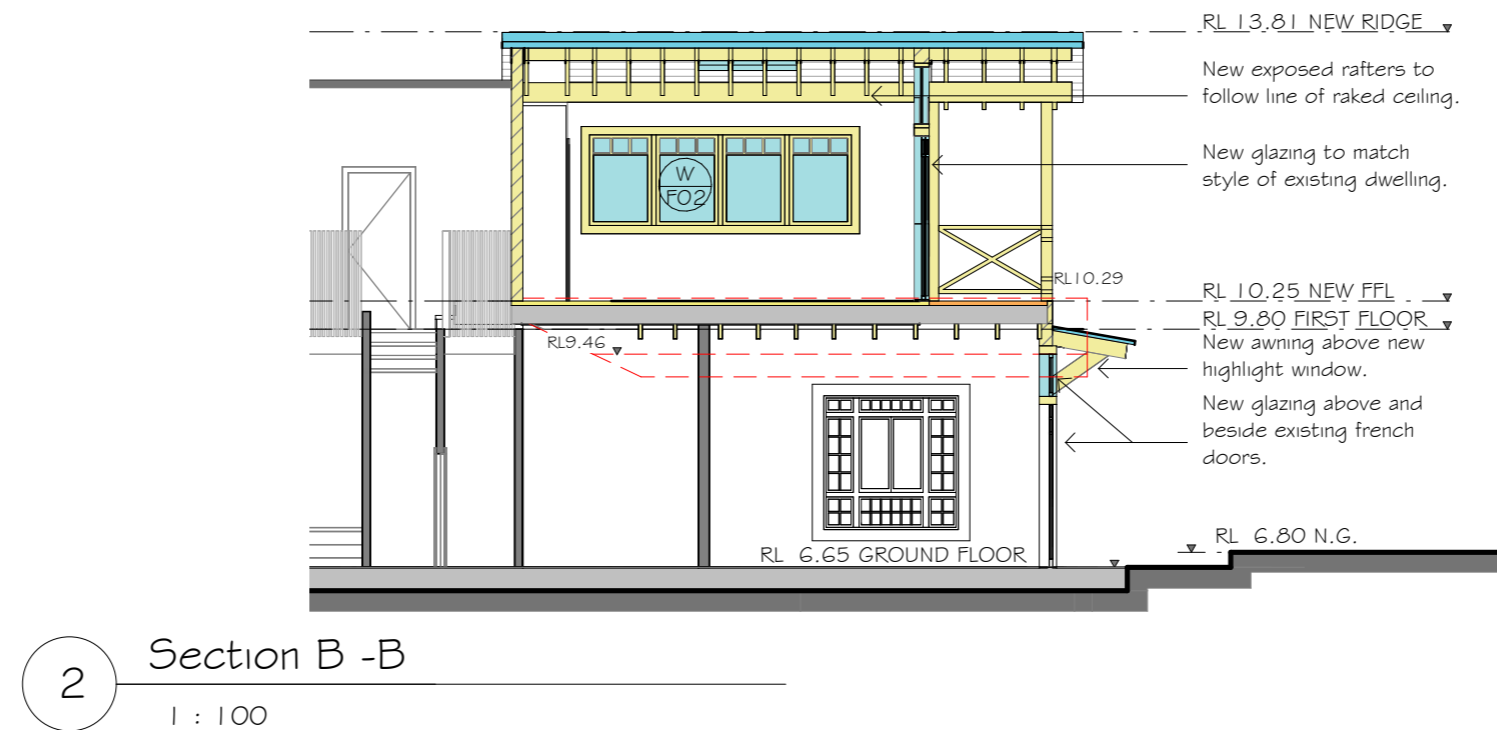 RL 13.81 NEW RIDGE
New exposed rafters to
follow line of raked ceiling.
New glazing to match
style of existing dwelling.
W
F02
RL10.29
RL 10.25 NEW FFL
RL 9.80 FIRST FLOOR
RL9.46
New awning above new
highlight window.
New glazing above and
beside existing french
doors.
RL 6.80 N.G.
RL 6.65 GROUND FLOOR
2
Section B -B
1 : 100